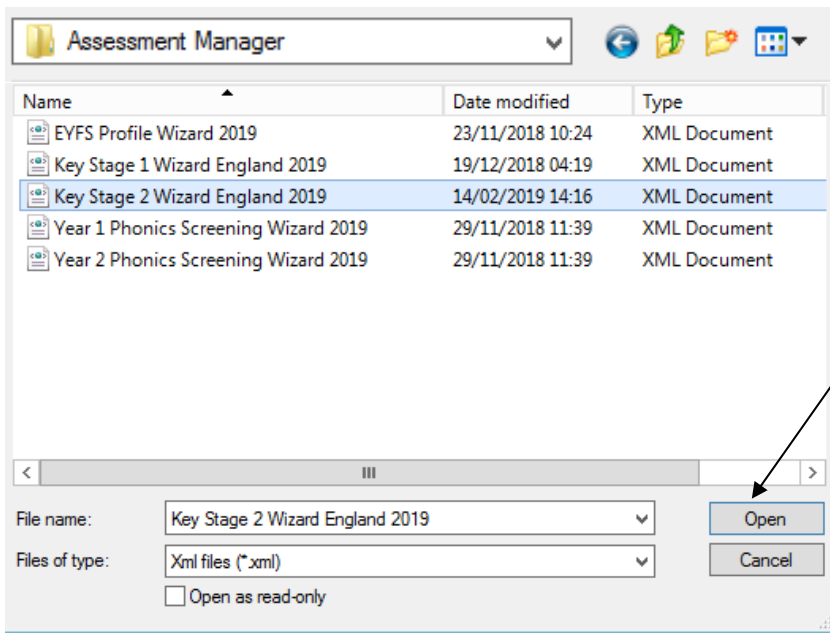 Assessment Manager
Name Date modified Type
EYFS Profile Wizard 2019 23/11/2018 10:24 XML Document
Key Stage 1 Wizard England 2019 19/12/2018 04:19 XML Document
Key Stage 2 Wizard England 2019 14/02/2019 14:16 XML Document
Year 1 Phonics Screening Wizard 2019 29/11/2018 11:39 XML Document
Year 2 Phonics Screening Wizard 2019 29/11/2018 11:39 XML Document
File name: Key Stage 2 Wizard England 2019 Open
Files of type: Xml files (*.xml) Cancel
Open as read-only